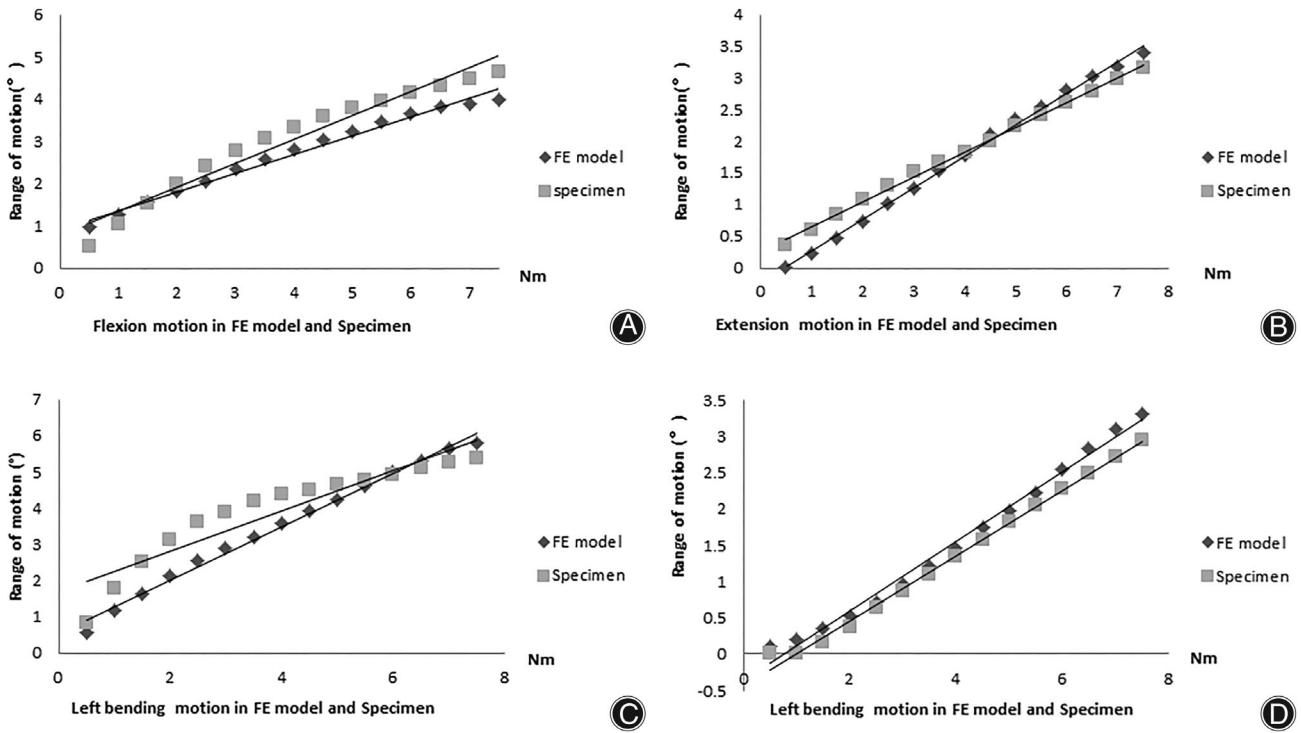 6
5
4
3
2
1
0
Range of motion(°)
0 1 2 3 4 5 6 7
Nm
FE model
specimen
Flexion motion in FE model and Specimen
A
4
3.5
3
2.5
2
1.5
1
0.5
0
Range of motion(°)
0 1 2 3 4 5 6 7 8
Nm
FE model
Specimen
Extension motion in FE model and Specimen
B
7
6
5
4
3
2
1
0
Range of motion (°)
0 2 4 6 8
Nm
FE model
Specimen
Left bending motion in FE model and Specimen
C
3.5
3
2.5
2
1.5
1
0.5
0
-0.5
Range of motion (°)
0 2 4 6 8
Nm
FE model
Specimen
Left bending motion in FE model and Specimen
D